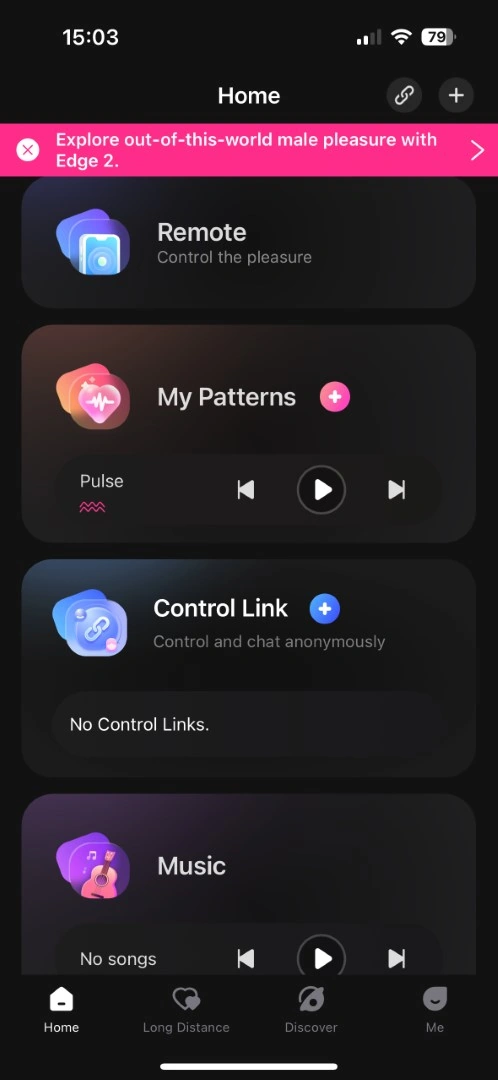 15:03
79
Home
Explore out-of-this-world male pleasure with
Edge 2.
Remote
Control the pleasure
My Patterns
Pulse
Control Link
Control and chat anonymously
No Control Links.
Music
No songs
Home
Long Distance
Discover
Me